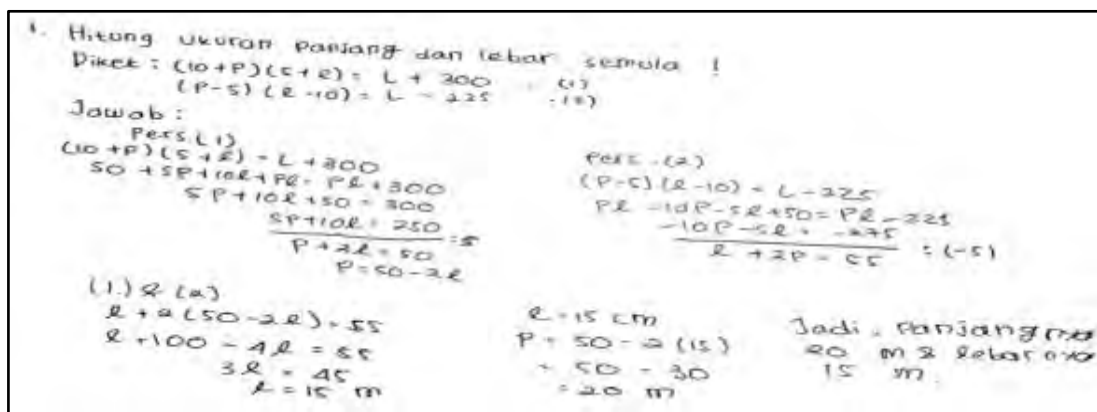 1. Hitung ukuran panjang dan lebar semula !
Diket : (10+P)(5+l) = L + 300 .(1)
(P-5)(l-10) = L - 225 .(2)
Jawab :
Pers.(1)
(10+P)(5+l) = L+300
50 + 5P+10l+Pl = Pl+300
5P+10l+50 = 300
5P+10l = 250
: 5
P+2l = 50
P=50-2l
Pers.(2)
(P-5)(l-10) = L-225
Pl -10P-5l+50 = Pl-225
-10P-5l = -275
: (-5)
l +2P = 55
(1) & (2)
l+2(50-2l) = 55
l+100 - 4l = 55
3l = 45
l = 15 m
l = 15 cm
P = 50-2(15)
= 50 - 30
= 20 m
Jadi, panjangnya
20 m & lebarnya
15 m.